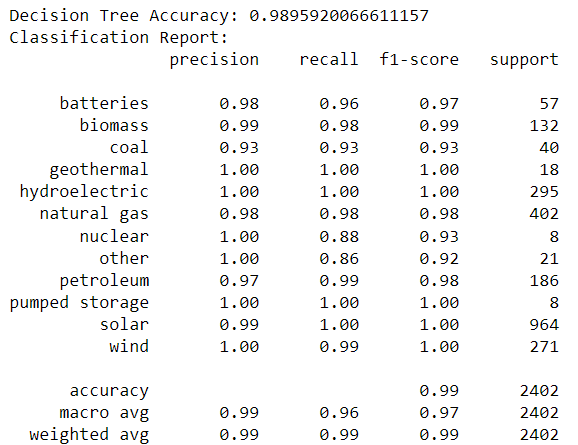 Decision Tree Accuracy: 0.9895920066611157
Classification Report:
precision recall f1-score support
batteries 0.98 0.96 0.97 57
biomass 0.99 0.98 0.99 132
coal 0.93 0.93 0.93 40
geothermal 1.00 1.00 1.00 18
hydroelectric 1.00 1.00 1.00 295
natural gas 0.98 0.98 0.98 402
nuclear 1.00 0.88 0.93 8
other 1.00 0.86 0.92 21
petroleum 0.97 0.99 0.98 186
pumped storage 1.00 1.00 1.00 8
solar 0.99 1.00 1.00 964
wind 1.00 0.99 1.00 271
accuracy 0.99 2402
macro avg 0.99 0.96 0.97 2402
weighted avg 0.99 0.99 0.99 2402